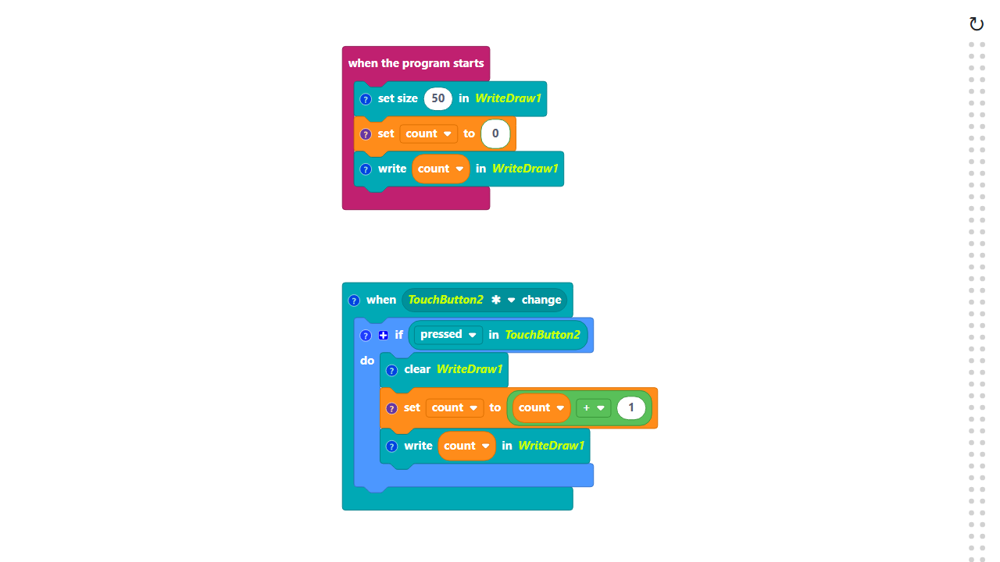 when the program starts
? set size 50 in WriteDraw1
? set count to 0
? write count in WriteDraw1
? when TouchButton2 ✱ change
? + if pressed in TouchButton2
do
? clear WriteDraw1
? set count to count + 1
? write count in WriteDraw1